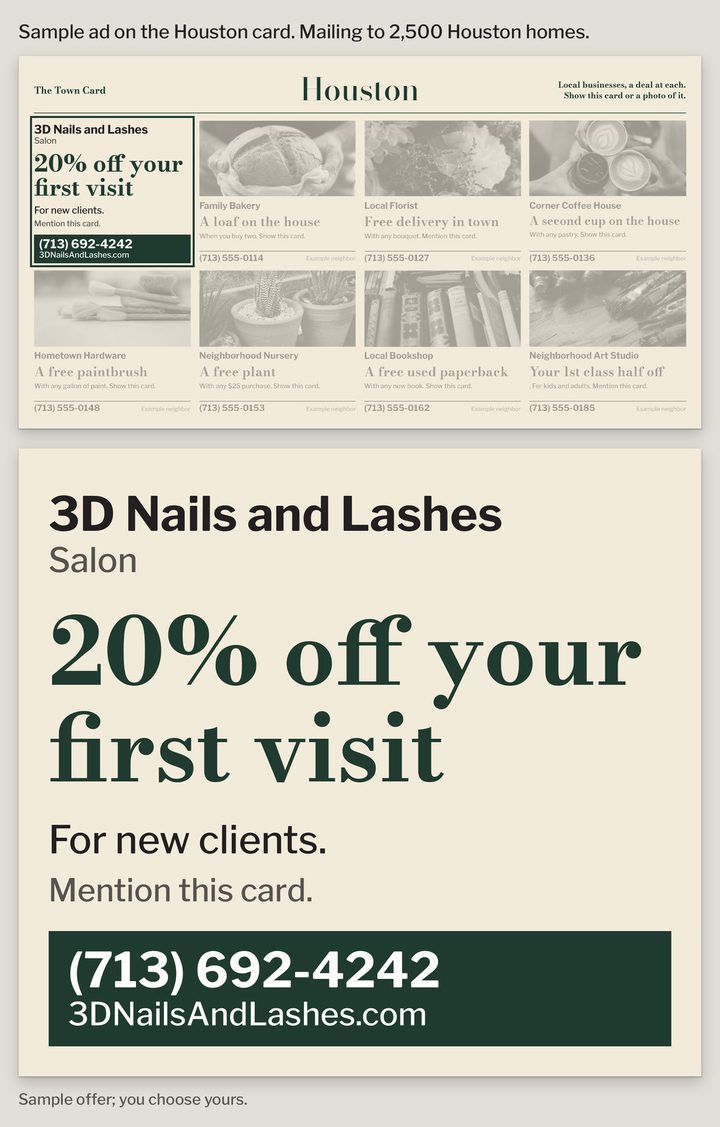 Sample ad on the Houston card. Mailing to 2,500 Houston homes.
The Town Card
Houston
Local businesses, a deal at each.
Show this card or a photo of it.
3D Nails and Lashes
Salon
20% off your
first visit
For new clients.
Mention this card.
(713) 692-4242
3DNailsAndLashes.com
Family Bakery
A loaf on the house
When you buy two. Show this card.
(713) 555-0114
Example neighbor
Local Florist
Free delivery in town
With any bouquet. Mention this card.
(713) 555-0127
Example neighbor
Corner Coffee House
A second cup on the house
With any pastry. Show this card.
(713) 555-0136
Example neighbor
Hometown Hardware
A free paintbrush
With any gallon of paint. Show this card.
(713) 555-0148
Example neighbor
Neighborhood Nursery
A free plant
With any $25 purchase. Show this card.
(713) 555-0153
Example neighbor
Local Bookshop
A free used paperback
With any new book. Show this card.
(713) 555-0162
Example neighbor
Neighborhood Art Studio
Your 1st class half off
For kids and adults. Mention this card.
(713) 555-0185
Example neighbor
3D Nails and Lashes
Salon
20% off your
first visit
For new clients.
Mention this card.
(713) 692-4242
3DNailsAndLashes.com
Sample offer; you choose yours.